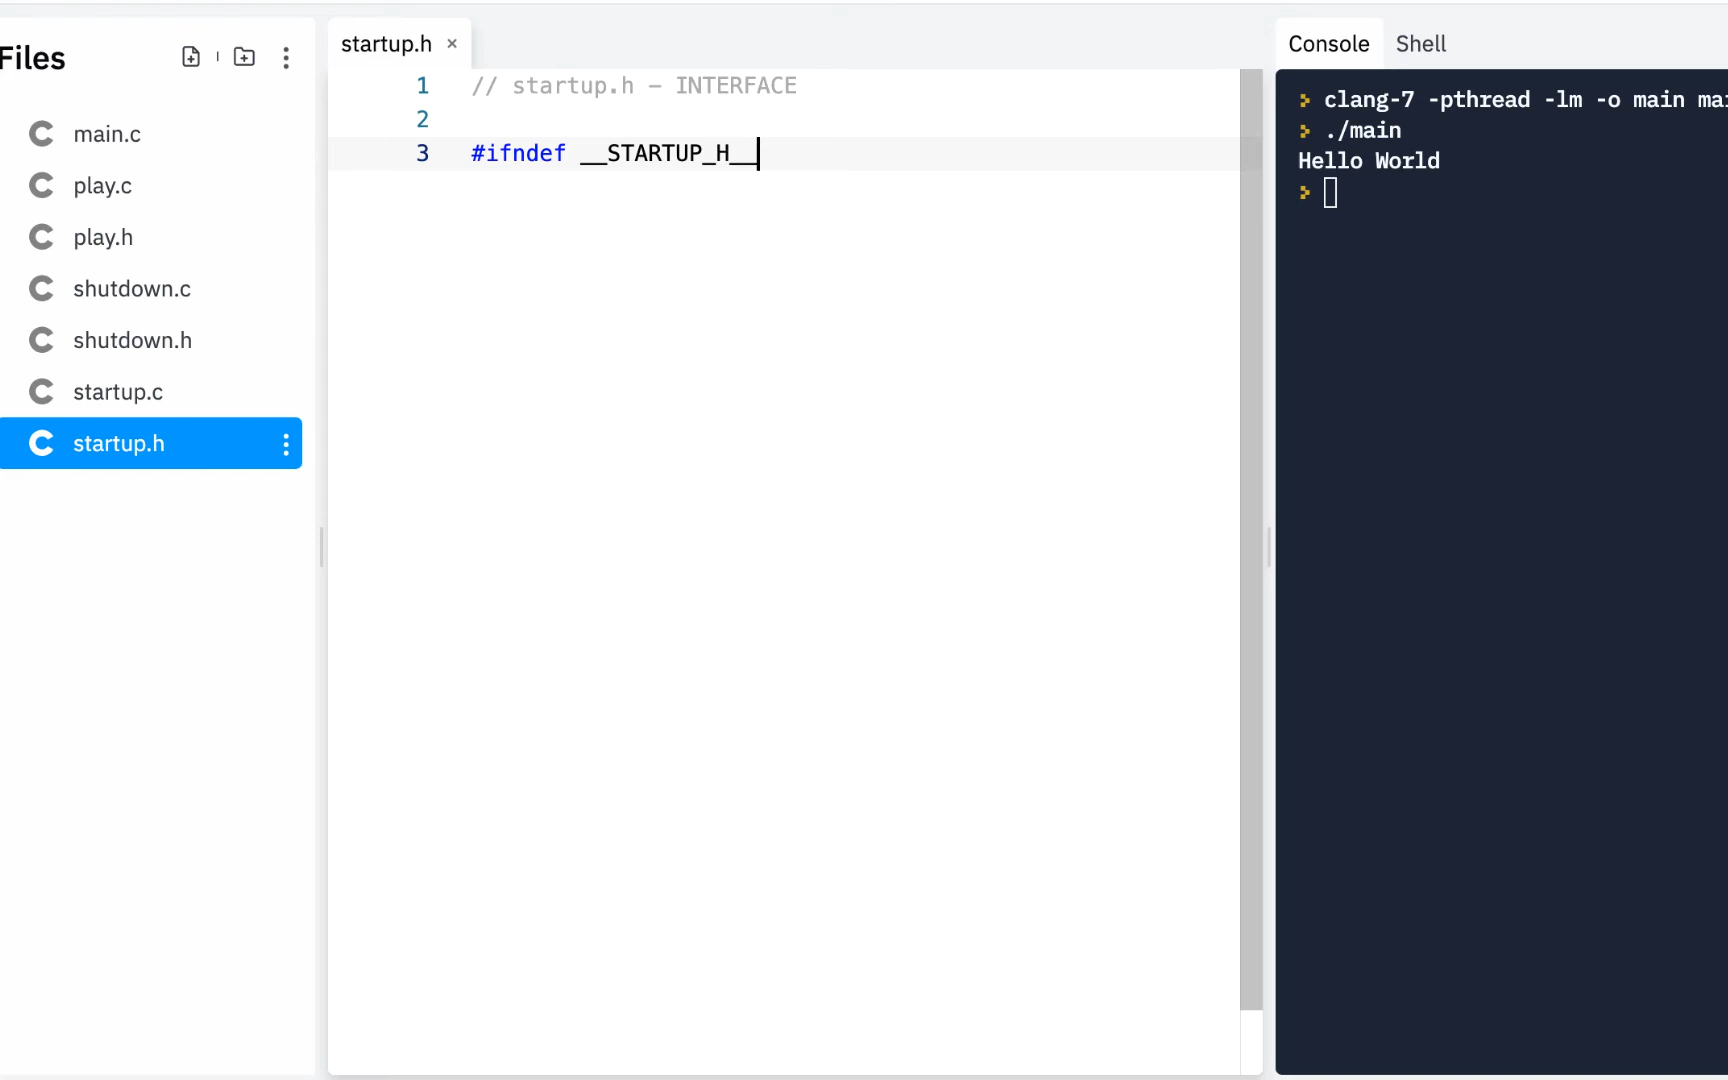 Files
main.c
play.c
play.h
shutdown.c
shutdown.h
startup.c
startup.h
startup.h ×
1 // startup.h – INTERFACE
2
3 #ifndef __STARTUP_H__
Console Shell
clang-7 -pthread -lm -o main
./main
Hello World